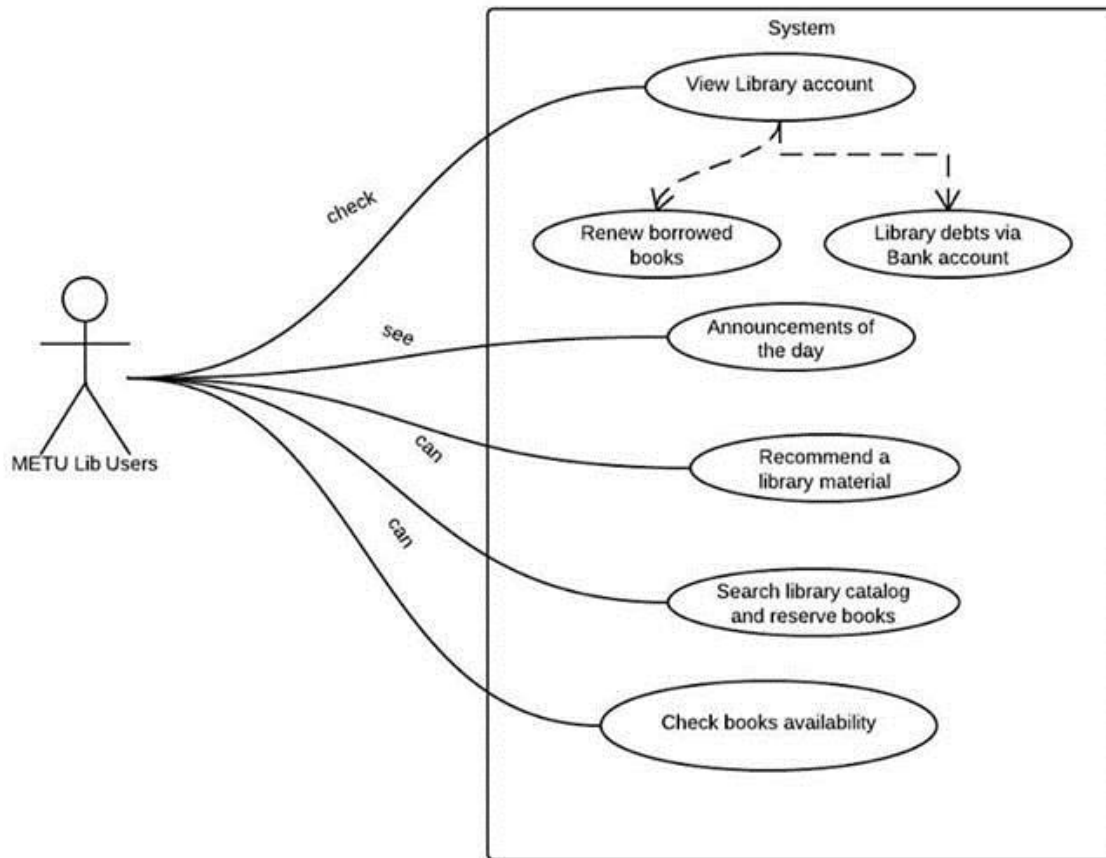 System
View Library account
check
Renew borrowed
books
Library debts via
Bank account
see
Announcements of
the day
METU Lib Users
can
Recommend a
library material
can
Search library catalog
and reserve books
Check books availability